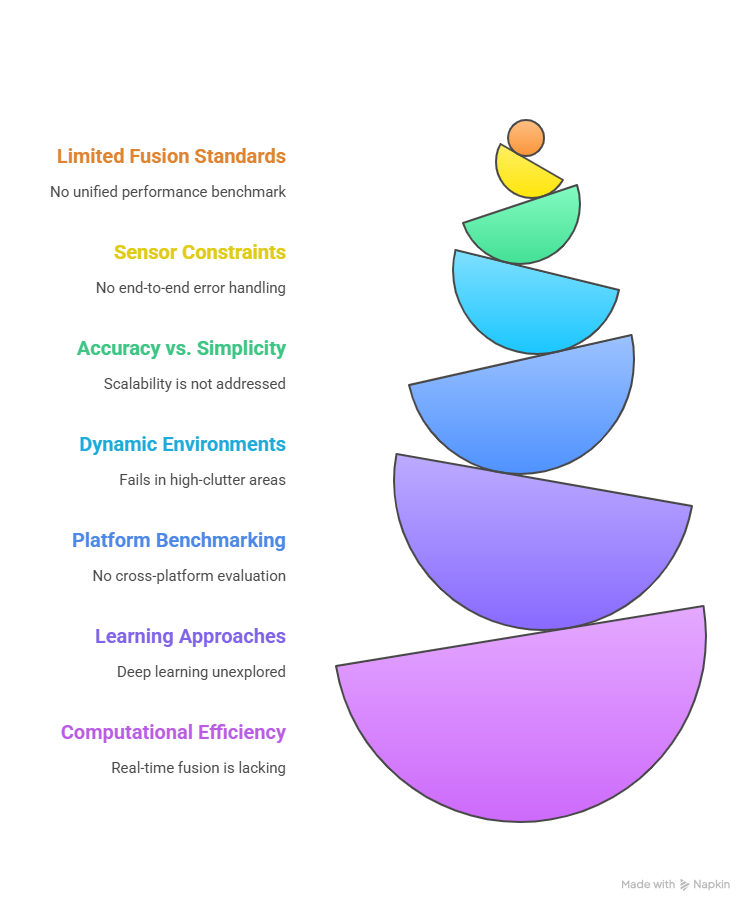 Limited Fusion Standards
No unified performance benchmark
Sensor Constraints
No end-to-end error handling
Accuracy vs. Simplicity
Scalability is not addressed
Dynamic Environments
Fails in high-clutter areas
Platform Benchmarking
No cross-platform evaluation
Learning Approaches
Deep learning unexplored
Computational Efficiency
Real-time fusion is lacking
Made with Napkin